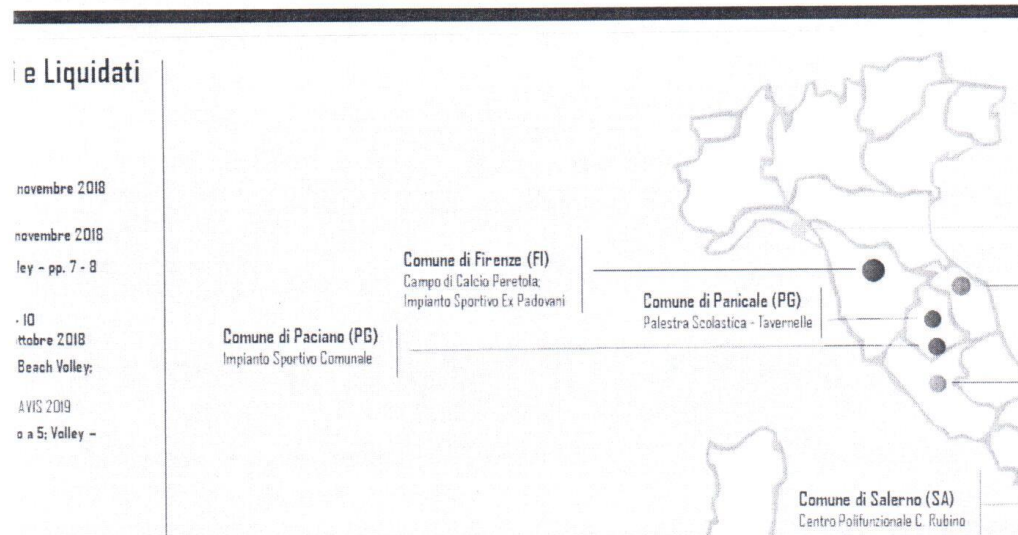 e Liquidati
novembre 2018
novembre 2018
ley - pp. 7 - 8
- 10
ttobre 2018
Beach Volley;
AVIS 2019
o a 5; Volley -
Comune di Firenze (FI)
Campo di Calcio Peretola;
Impianto Sportivo Ex Padovani
Comune di Panicale (PG)
Palestra Scolastica - Tavernelle
Comune di Paciano (PG)
Impianto Sportivo Comunale
Comune di Salerno (SA)
Centro Polifunzionale C. Rubino